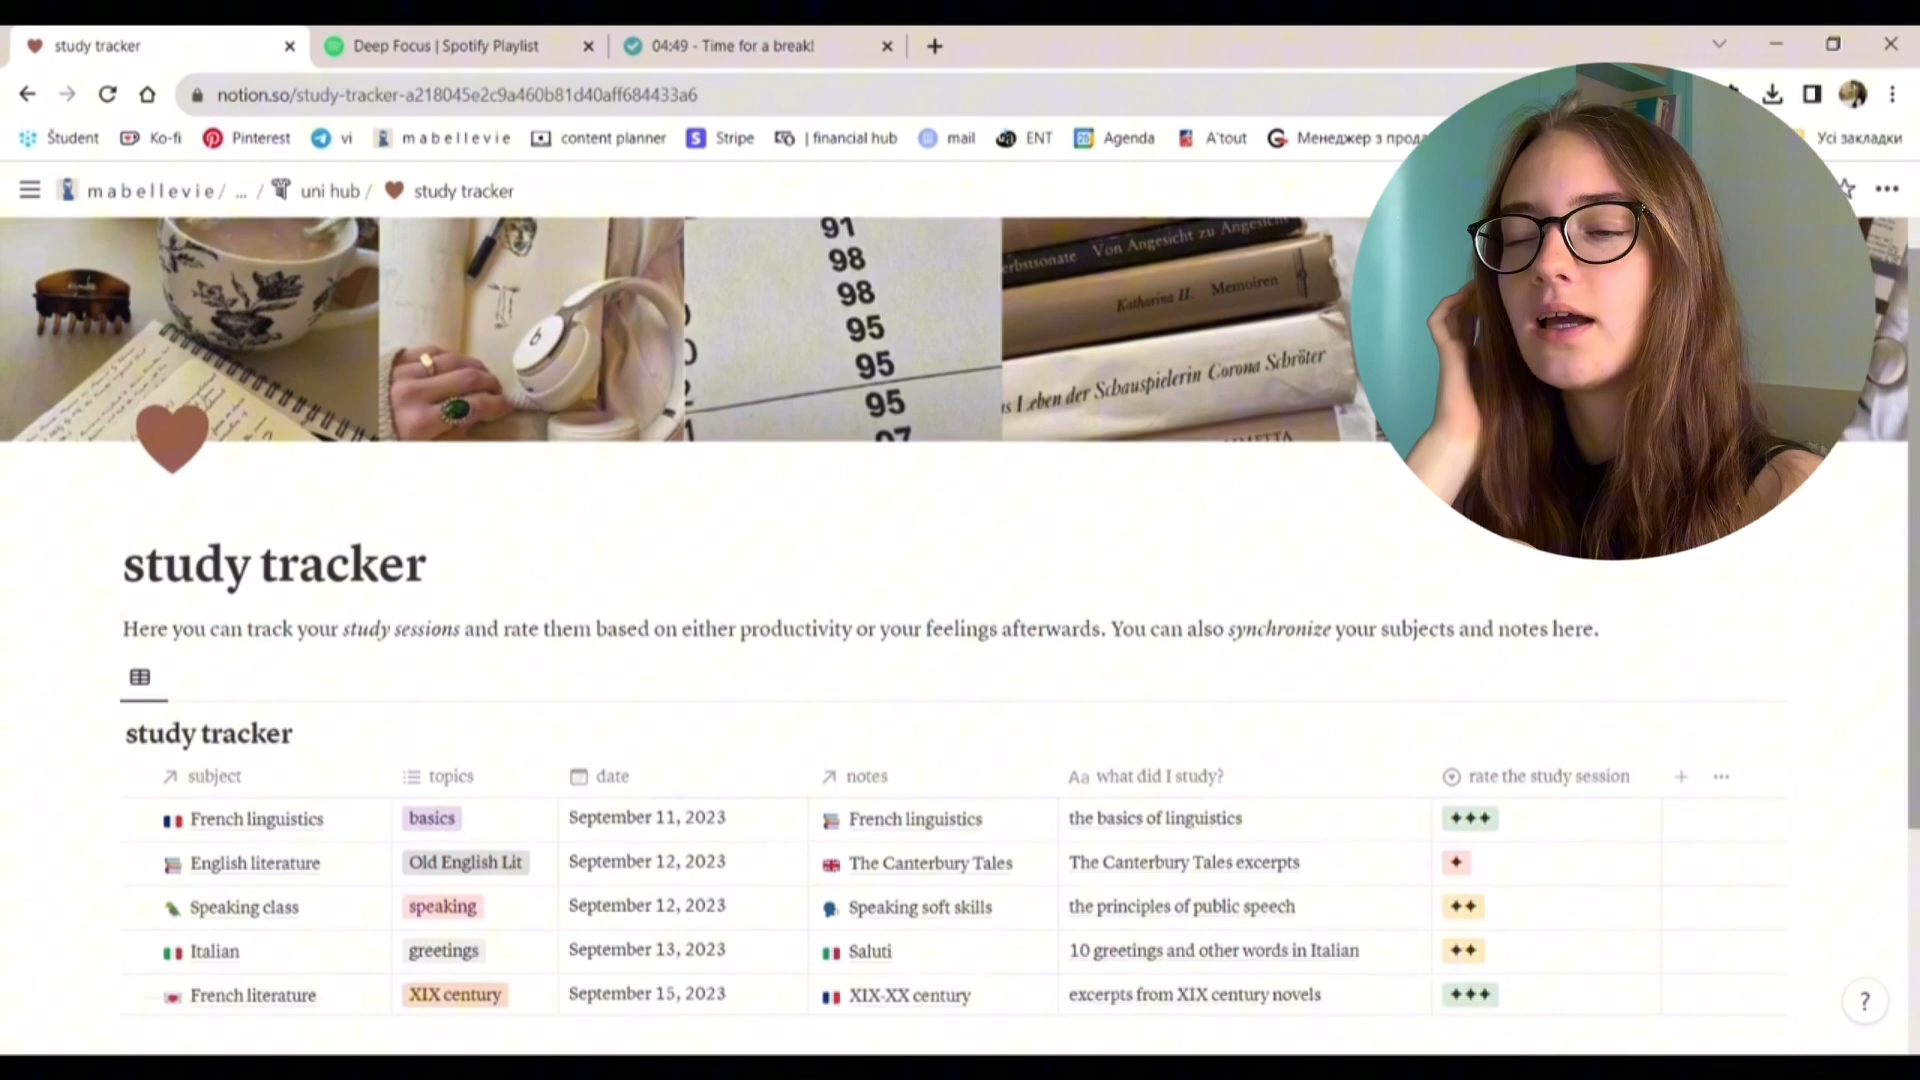 study tracker
Deep Focus | Spotify Playlist
04:49 - Time for a break!
notion.so/study-tracker-a218045e2c9a460b81d40aff684433a6
Student Ko-fi Pinterest vi mabellevie content planner Stripe | financial hub mail ENT Agenda A'tout Менеджер з Усі закладки
mabellevie / ... / uni hub / study tracker
91
98
98
95
95
95
97
Von Angesicht zu Angesicht
Katharina II. Memoiren
Leben der Schauspielerin Corona Schröter
study tracker
Here you can track your study sessions and rate them based on either productivity or your feelings afterwards. You can also synchronize your subjects and notes here.
study tracker
subject topics date notes Aa what did I study? rate the study session
French linguistics basics September 11, 2023 French linguistics the basics of linguistics ✦✦✦
English literature Old English Lit September 12, 2023 The Canterbury Tales The Canterbury Tales excerpts ✦
Speaking class speaking September 12, 2023 Speaking soft skills the principles of public speech ✦✦
Italian greetings September 13, 2023 Saluti 10 greetings and other words in Italian ✦✦
French literature XIX century September 15, 2023 XIX-XX century excerpts from XIX century novels ✦✦✦
?